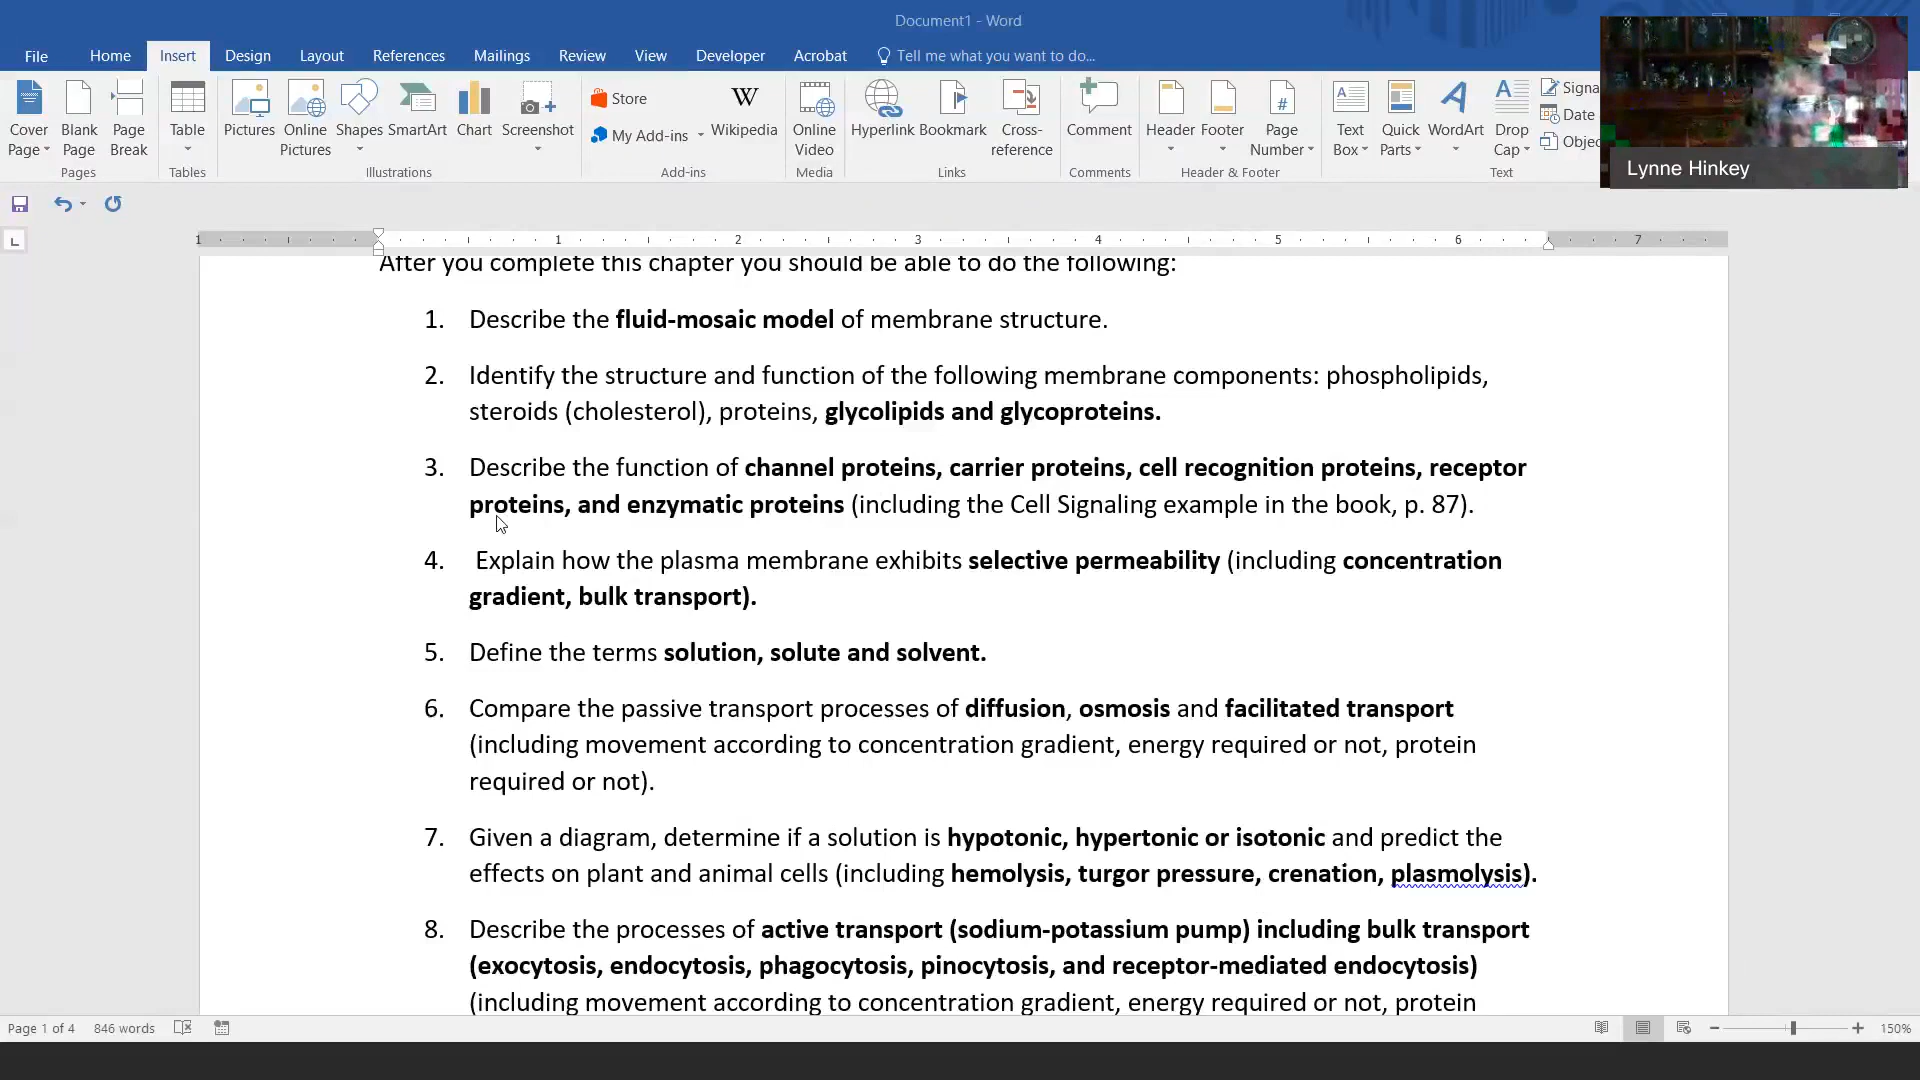 Document1 - Word
File Home Insert Design Layout References Mailings Review View Developer Acrobat Tell me what you want to do...
Cover Page
Blank Page
Page Break
Table
Pictures
Online Pictures
Shapes
SmartArt
Chart
Screenshot
Store
My Add-ins
Wikipedia
Online Video
Hyperlink
Bookmark
Cross-reference
Comment
Header
Footer
Page Number
Text Box
Quick Parts
WordArt
Drop Cap
Signa
Date
Objec
Pages Tables Illustrations Add-ins Media Links Comments Header & Footer Text
Lynne Hinkey
1 1 2 3 4 5 6 7
After you complete this chapter you should be able to do the following:
1. Describe the fluid-mosaic model of membrane structure.
2. Identify the structure and function of the following membrane components: phospholipids,
steroids (cholesterol), proteins, glycolipids and glycoproteins.
3. Describe the function of channel proteins, carrier proteins, cell recognition proteins, receptor
proteins, and enzymatic proteins (including the Cell Signaling example in the book, p. 87).
4. Explain how the plasma membrane exhibits selective permeability (including concentration
gradient, bulk transport).
5. Define the terms solution, solute and solvent.
6. Compare the passive transport processes of diffusion, osmosis and facilitated transport
(including movement according to concentration gradient, energy required or not, protein
required or not).
7. Given a diagram, determine if a solution is hypotonic, hypertonic or isotonic and predict the
effects on plant and animal cells (including hemolysis, turgor pressure, crenation, plasmolysis).
8. Describe the processes of active transport (sodium-potassium pump) including bulk transport
(exocytosis, endocytosis, phagocytosis, pinocytosis, and receptor-mediated endocytosis)
(including movement according to concentration gradient, energy required or not, protein
Page 1 of 4 846 words 150%